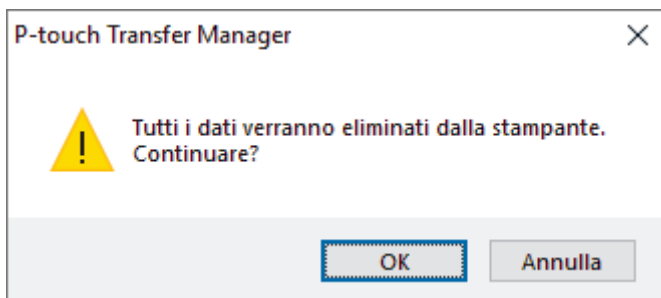 P-touch Transfer Manager
Tutti i dati verranno eliminati dalla stampante.
Continuare?
OK
Annulla